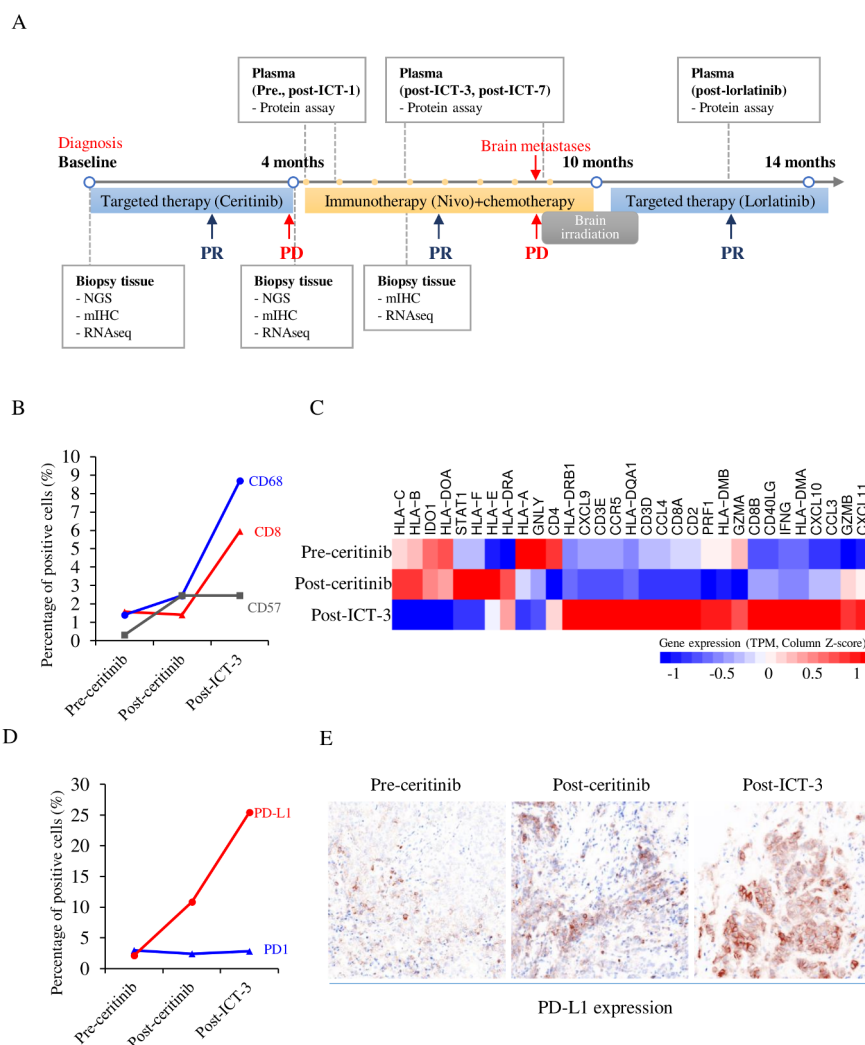 A
Plasma
(Pre., post-ICT-1)
- Protein assay
Plasma
(post-ICT-3, post-ICT-7)
- Protein assay
Plasma
(post-lorlatinib)
- Protein assay
Diagnosis
Baseline
4 months
Brain metastases
10 months
14 months
Targeted therapy (Ceritinib)
Immunotherapy (Nivo)+chemotherapy
Targeted therapy (Lorlatinib)
Brain
irradiation
PR
PD
PR
PD
PR
Biopsy tissue
- NGS
- mIHC
- RNAseq
Biopsy tissue
- NGS
- mIHC
- RNAseq
Biopsy tissue
- mIHC
- RNAseq
B
Percentage of positive cells (%)
10
9
8
7
6
5
4
3
2
1
0
CD68
CD8
CD57
Pre-ceritinib
Post-ceritinib
Post-ICT-3
C
HLA-C
HLA-B
IDO1
HLA-DOA
STAT1
HLA-F
HLA-E
HLA-DRA
HLA-A
GNLY
CD4
HLA-DRB1
CXCL9
CD3E
CCR5
HLA-DQA1
CD3D
CCL4
CD8A
CD2
PRF1
HLA-DMB
GZMA
CD8B
CD40LG
IFNG
HLA-DMA
CXCL10
CCL3
GZMB
CXCL11
Pre-ceritinib
Post-ceritinib
Post-ICT-3
Gene expression (TPM, Column Z-score)
-1 -0.5 0 0.5 1
D
Percentage of positive cells (%)
30
25
20
15
10
5
0
PD-L1
PD1
Pre-ceritinib
Post-ceritinib
Post-ICT-3
E
Pre-ceritinib
Post-ceritinib
Post-ICT-3
PD-L1 expression